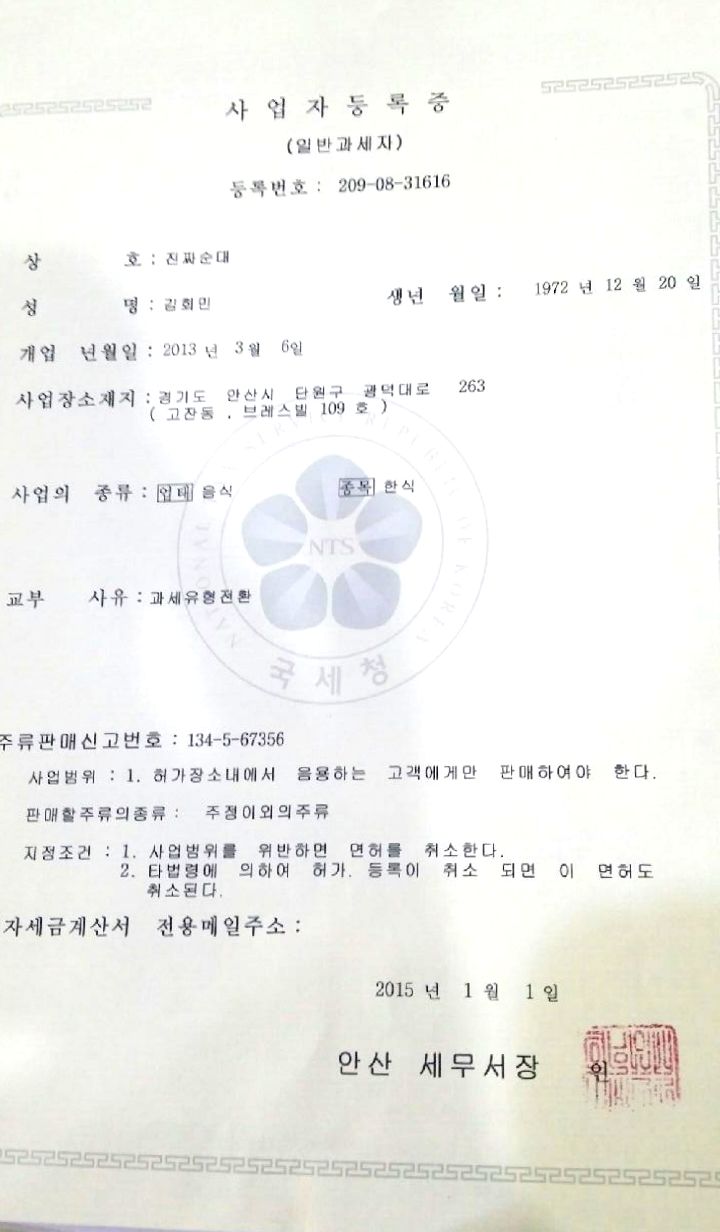 사업자등록증
(일반과세자)
등록번호 : 209-08-31616
상 호 : 진짜순대
성 명 : 김희민 생년 월일 : 1972 년 12 월 20 일
개업 년월일 : 2013 년 3 월 6일
사업장소재지 : 경기도 안산시 단원구 광덕대로 263
( 고잔동 , 브레스빌 109 호 )
사업의 종류 : 업태 음식 종목 한식
NTS
NATIONAL TAX SERVICE REPUBLIC OF KOREA
국세청
교부 사유 : 과세유형전환
주류판매신고번호 : 134-5-67356
사업범위 : 1. 허가장소내에서 음용하는 고객에게만 판매하여야 한다.
판매할주류의종류 : 주정이외의주류
지정조건 : 1. 사업범위를 위반하면 면허를 취소한다.
2. 타법령에 의하여 허가. 등록이 취소 되면 이 면허도
취소된다.
자세금계산서 전용메일주소 :
2015 년 1 월 1 일
안산 세무서장 인